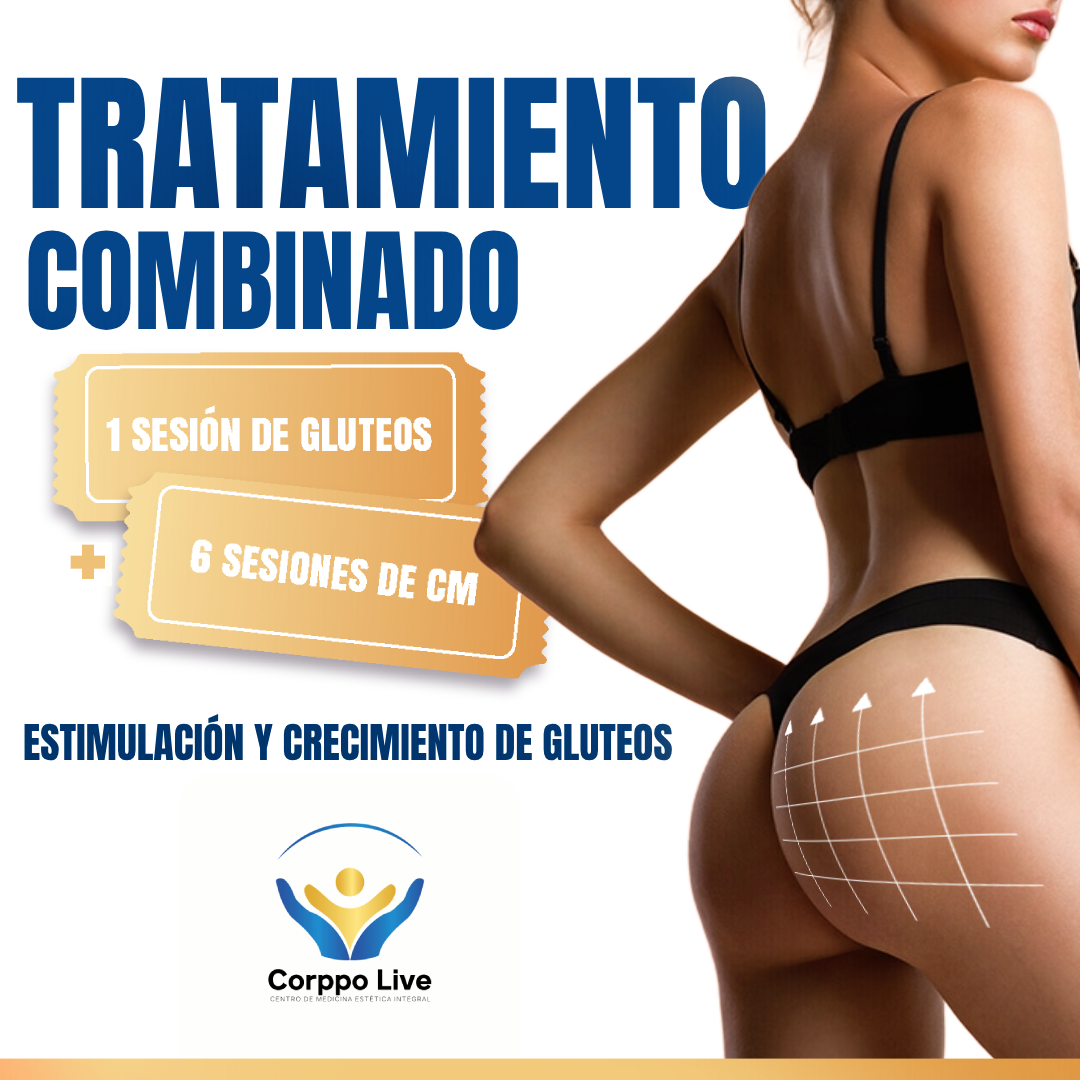 TRATAMIENTO
COMBINADO
1 SESIÓN DE GLUTEOS
+
6 SESIONES DE CM
ESTIMULACIÓN Y CRECIMIENTO DE GLUTEOS
Corppo Live
CENTRO DE MEDICINA ESTÉTICA INTEGRAL